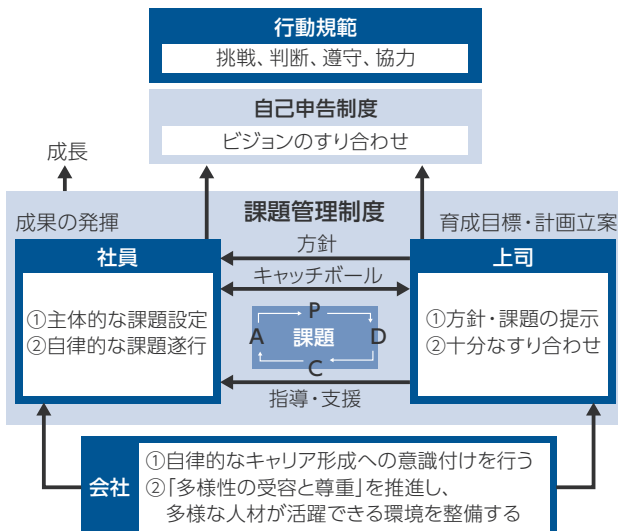 行動規範
挑戦、判断、遵守、協力
自己申告制度
ビジョンのすり合わせ
成長
成果の発揮
課題管理制度
育成目標・計画立案
社員
①主体的な課題設定
②自律的な課題遂行
方針
キャッチボール
P
A
課題
D
C
指導・支援
上司
①方針・課題の提示
②十分なすり合わせ
会社
①自律的なキャリア形成への意識付けを行う
②「多様性の受容と尊重」を推進し、
多様な人材が活躍できる環境を整備する